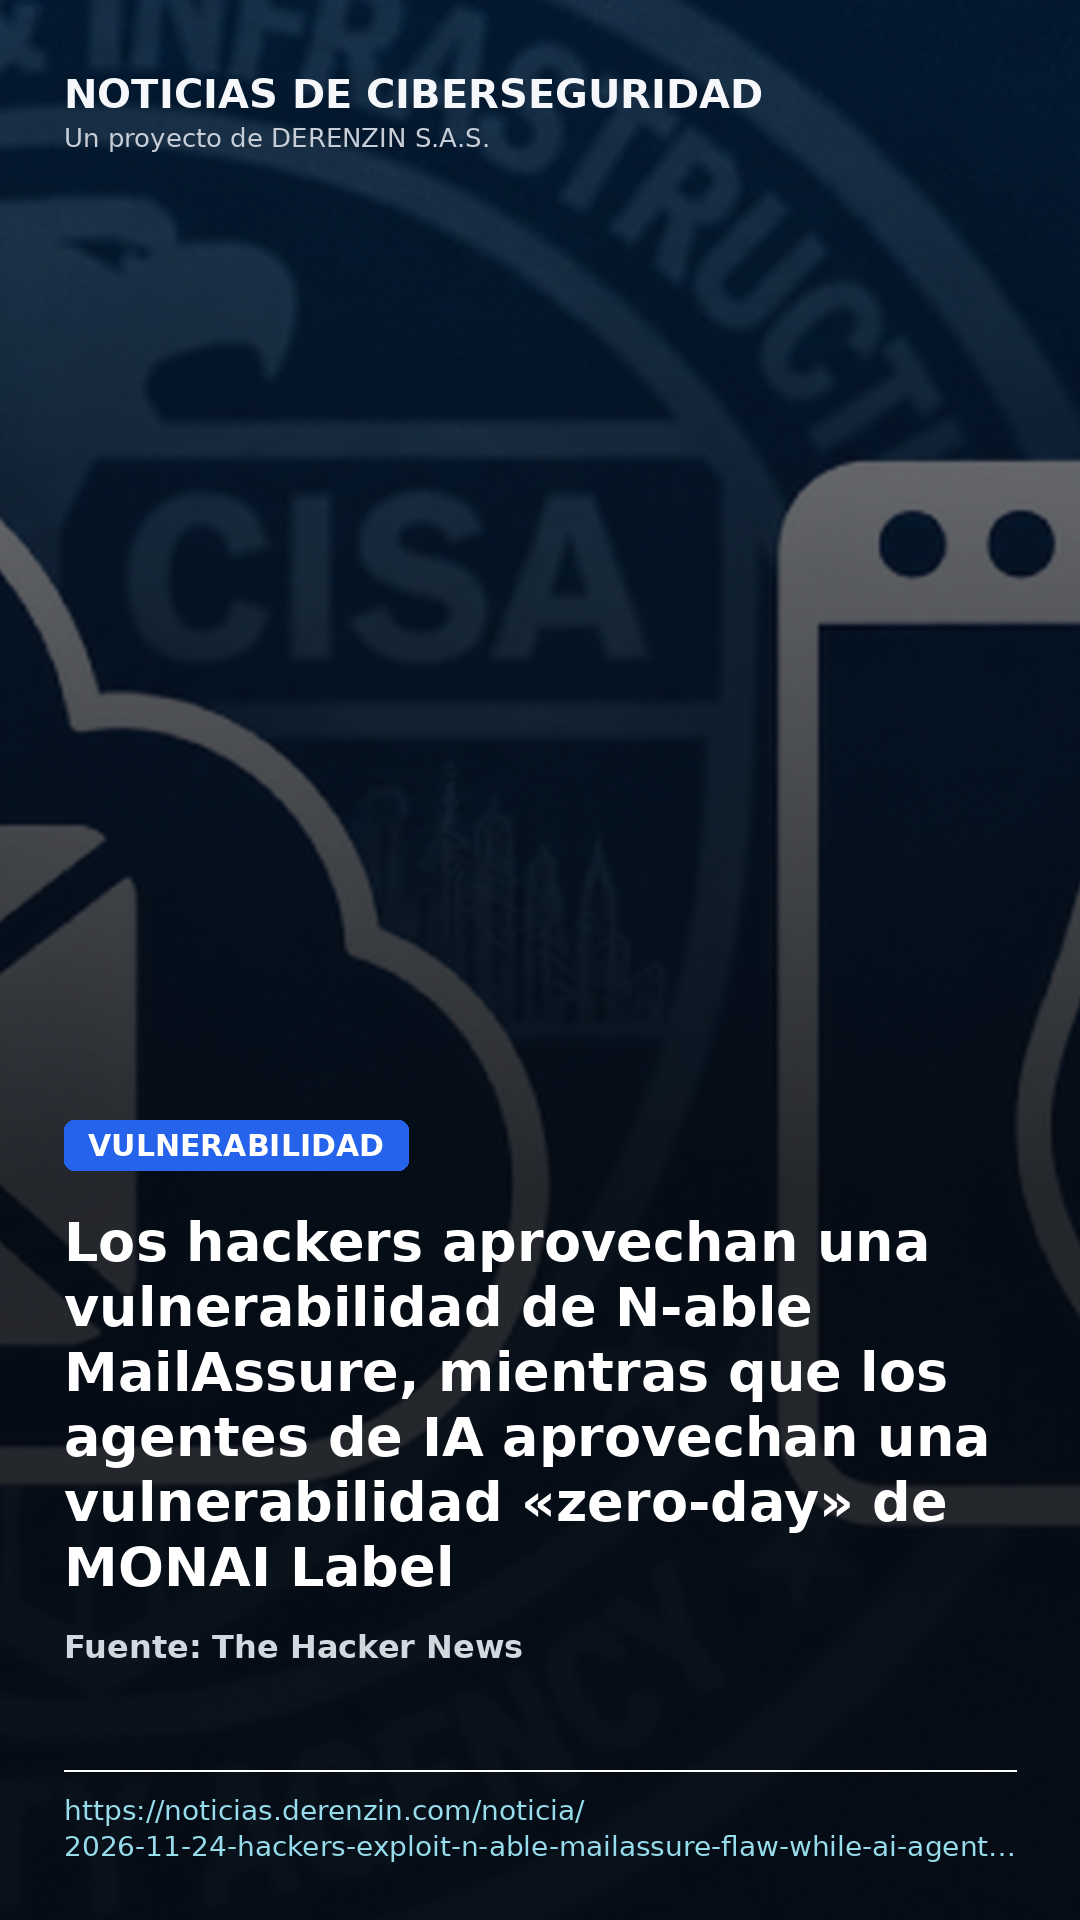 & INFRASTRUCT
NOTICIAS DE CIBERSEGURIDAD
Un proyecto de DERENZIN S.A.S.
CISA
VULNERABILIDAD
Los hackers aprovechan una
vulnerabilidad de N-able
MailAssure, mientras que los
agentes de IA aprovechan una
vulnerabilidad «zero-day» de
MONAI Label
Fuente: The Hacker News
AGENCY
https://noticias.derenzin.com/noticia/
2026-11-24-hackers-exploit-n-able-mailassure-flaw-while-ai-agent...